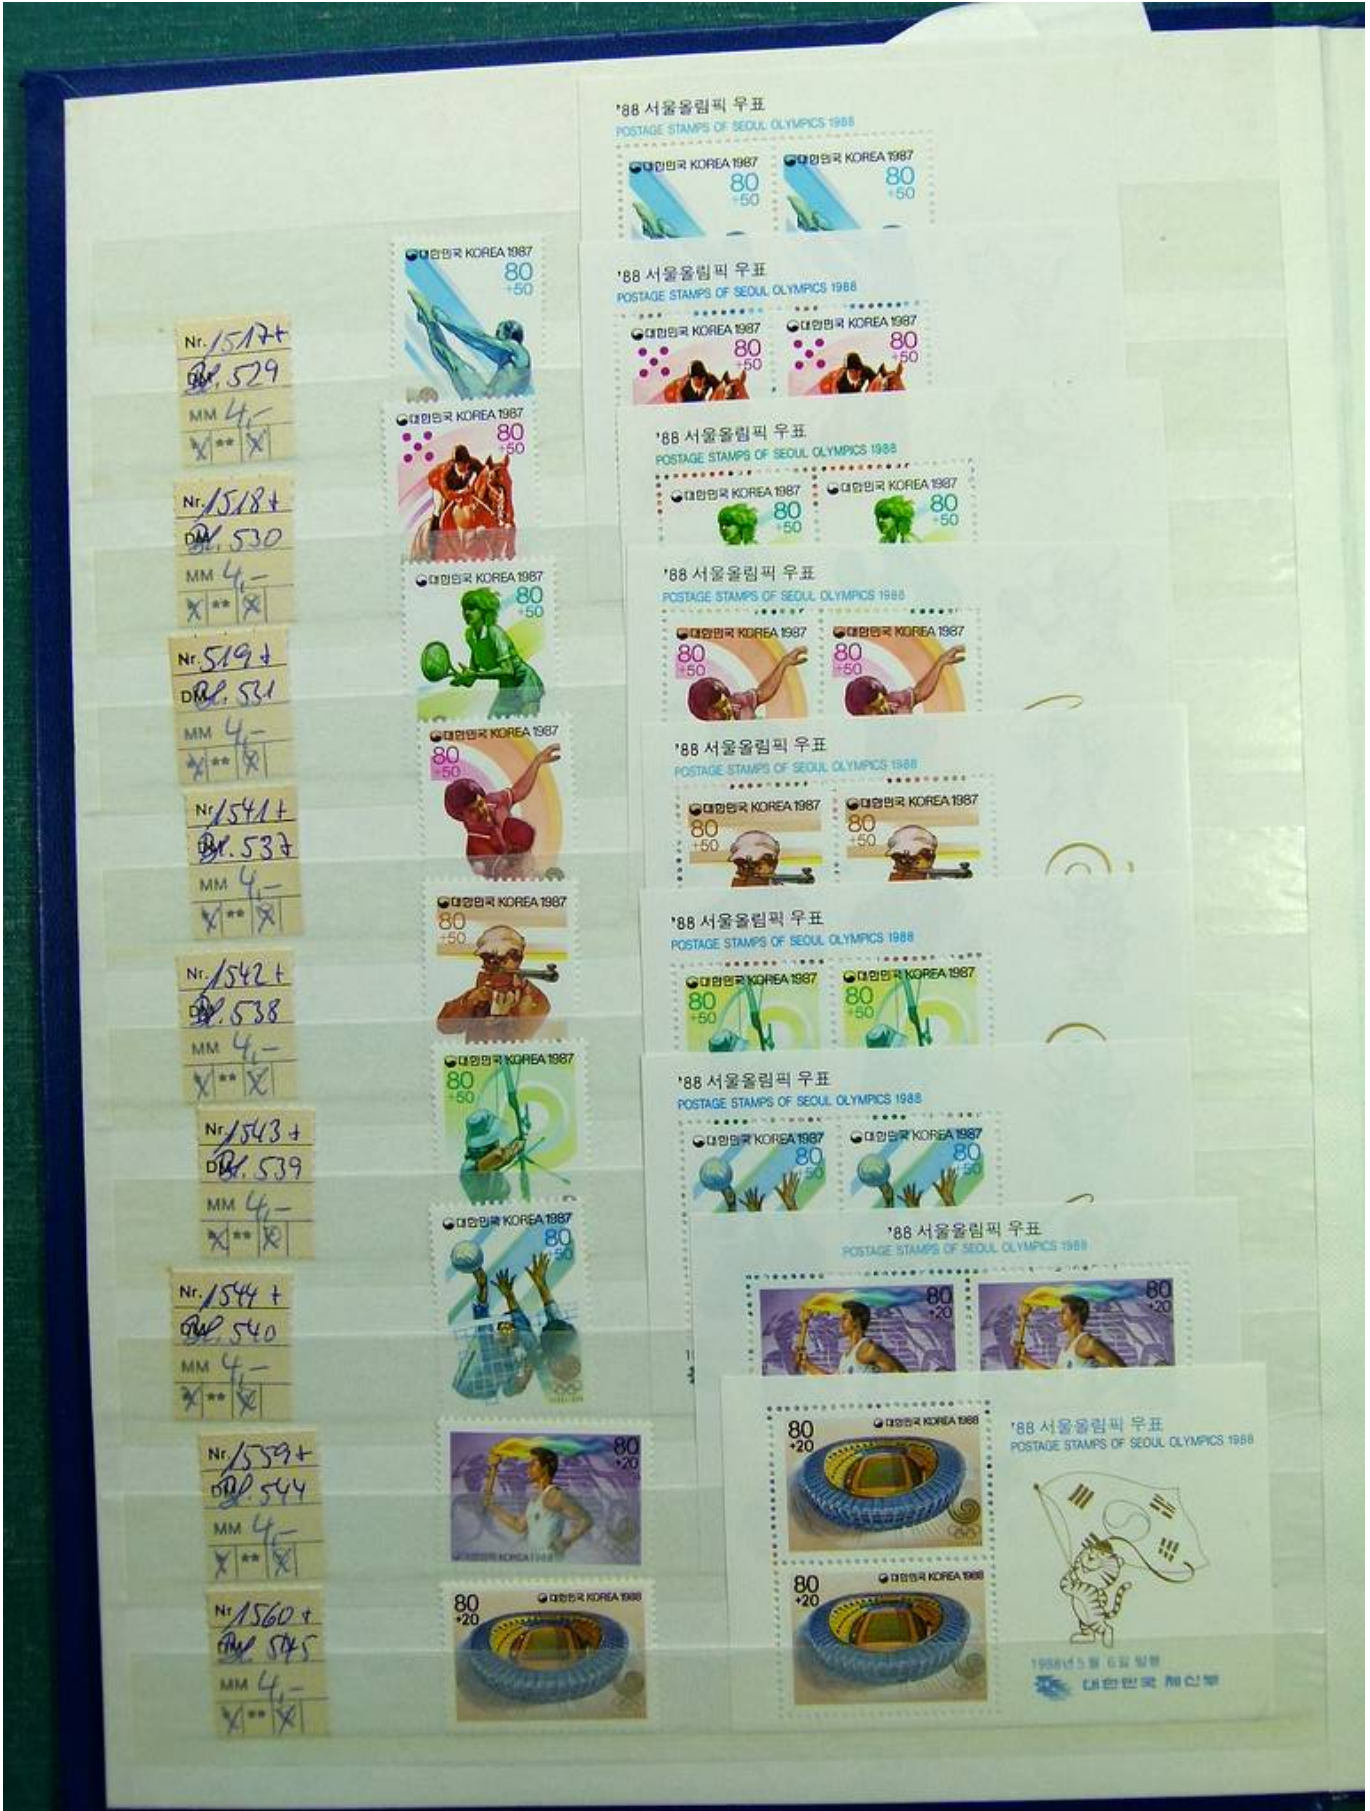 '88 서울올림픽 우표
POSTAGE STAMPS OF SEOUL OLYMPICS 1988
대한민국 KOREA 1987
80
+50
대한민국 KOREA 1987
80
+50
'88 서울올림픽 우표
POSTAGE STAMPS OF SEOUL OLYMPICS 1988
대한민국 KOREA 1987
80
+50
대한민국 KOREA 1987
80
+50
'88 서울올림픽 우표
POSTAGE STAMPS OF SEOUL OLYMPICS 1988
대한민국 KOREA 1987
80
+50
대한민국 KOREA 1987
80
+50
'88 서울올림픽 우표
POSTAGE STAMPS OF SEOUL OLYMPICS 1988
대한민국 KOREA 1987
80
+50
대한민국 KOREA 1987
80
+50
'88 서울올림픽 우표
POSTAGE STAMPS OF SEOUL OLYMPICS 1988
대한민국 KOREA 1987
80
+50
대한민국 KOREA 1987
80
+50
'88 서울올림픽 우표
POSTAGE STAMPS OF SEOUL OLYMPICS 1988
대한민국 KOREA 1987
80
+50
대한민국 KOREA 1987
80
+50
'88 서울올림픽 우표
POSTAGE STAMPS OF SEOUL OLYMPICS 1988
대한민국 KOREA 1987
80
+50
대한민국 KOREA 1987
80
+50
'88 서울올림픽 우표
POSTAGE STAMPS OF SEOUL OLYMPICS 1988
80
+20
80
+20
80
+20
대한민국 KOREA 1988
80
+20
대한민국 KOREA 1988
'88 서울올림픽 우표
POSTAGE STAMPS OF SEOUL OLYMPICS 1988
1988년 5월 6일 발행
대한민국 체신부
대한민국 KOREA 1987
80
+50
대한민국 KOREA 1987
80
+50
대한민국 KOREA 1987
80
+50
대한민국 KOREA 1987
80
+50
대한민국 KOREA 1987
80
+50
대한민국 KOREA 1987
80
+50
대한민국 KOREA 1987
80
+50
80
+20
대한민국 KOREA 1988
80
+20
대한민국 KOREA 1988
Nr. 1517+
Bl. 529
MM 4,-
**
Nr. 1518+
Bl. 530
MM 4,-
**
Nr. 519+
Bl. 531
MM 4,-
**
Nr. 1541+
Bl. 537
MM 4,-
**
Nr. 1542+
Bl. 538
MM 4,-
**
Nr. 1543+
Bl. 539
MM 4,-
**
Nr. 1544+
Bl. 540
MM 4,-
**
Nr. 1559+
Bl. 544
MM 4,-
**
Nr. 1560+
Bl. 545
MM 4,-
**